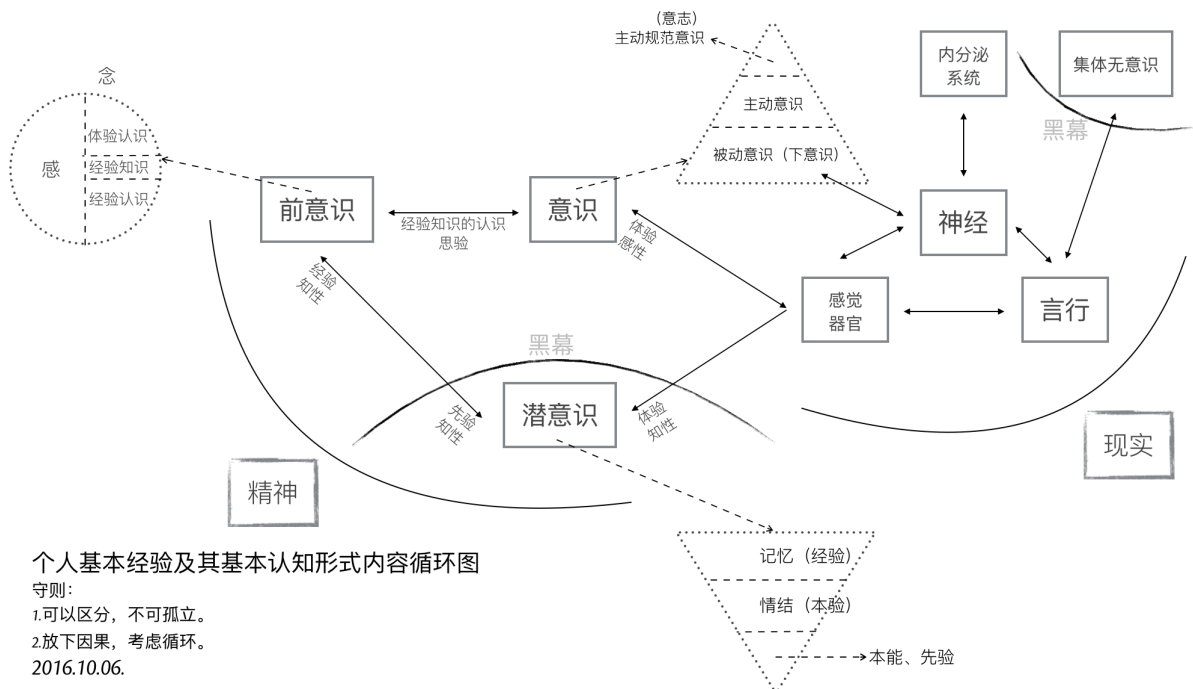 （意志）
主动规范意识
念
感
体验认识
经验知识
经验认识
主动意识
被动意识（下意识）
内分泌
系统
集体无意识
黑幕
前意识
经验知识的认识
思验
意识
体验
感性
神经
感觉
器官
言行
经验
知性
黑幕
先验
知性
潜意识
体验
知性
现实
精神
记忆（经验）
情结（本验）
本能、先验
个人基本经验及其基本认知形式内容循环图
守则：
1.可以区分，不可孤立。
2.放下因果，考虑循环。
2016.10.06.